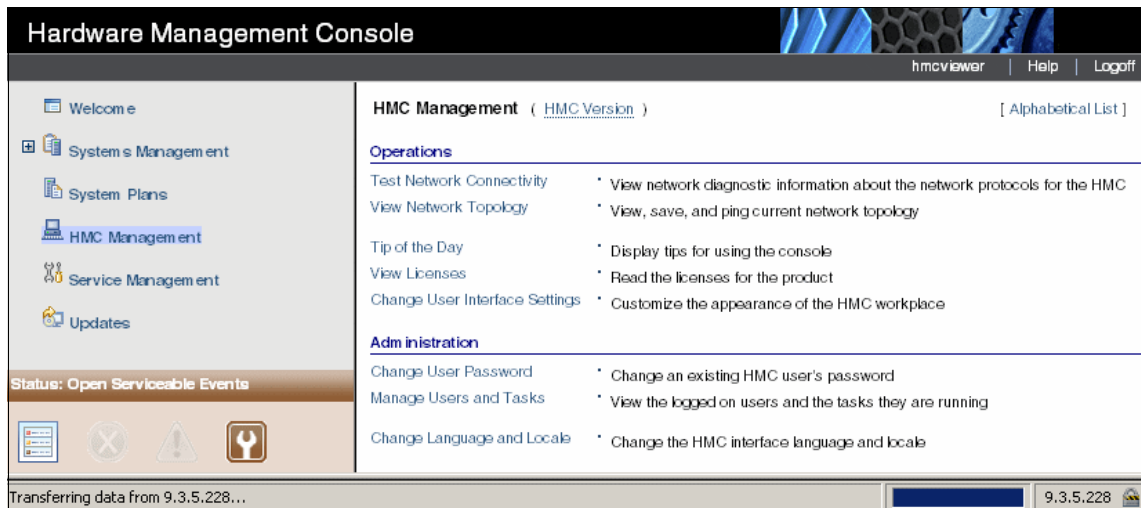 Hardware Management Console
hmcviewer | Help | Logoff
Welcome
Systems Management
System Plans
HMC Management
Service Management
Updates
Status: Open Serviceable Events
HMC Management ( HMC Version ) [ Alphabetical List ]
Operations
Test Network Connectivity • View network diagnostic information about the network protocols for the HMC
View Network Topology • View, save, and ping current network topology
Tip of the Day • Display tips for using the console
View Licenses • Read the licenses for the product
Change User Interface Settings • Customize the appearance of the HMC workplace
Administration
Change User Password • Change an existing HMC user's password
Manage Users and Tasks • View the logged on users and the tasks they are running
Change Language and Locale • Change the HMC interface language and locale
Transferring data from 9.3.5.228... 9.3.5.228